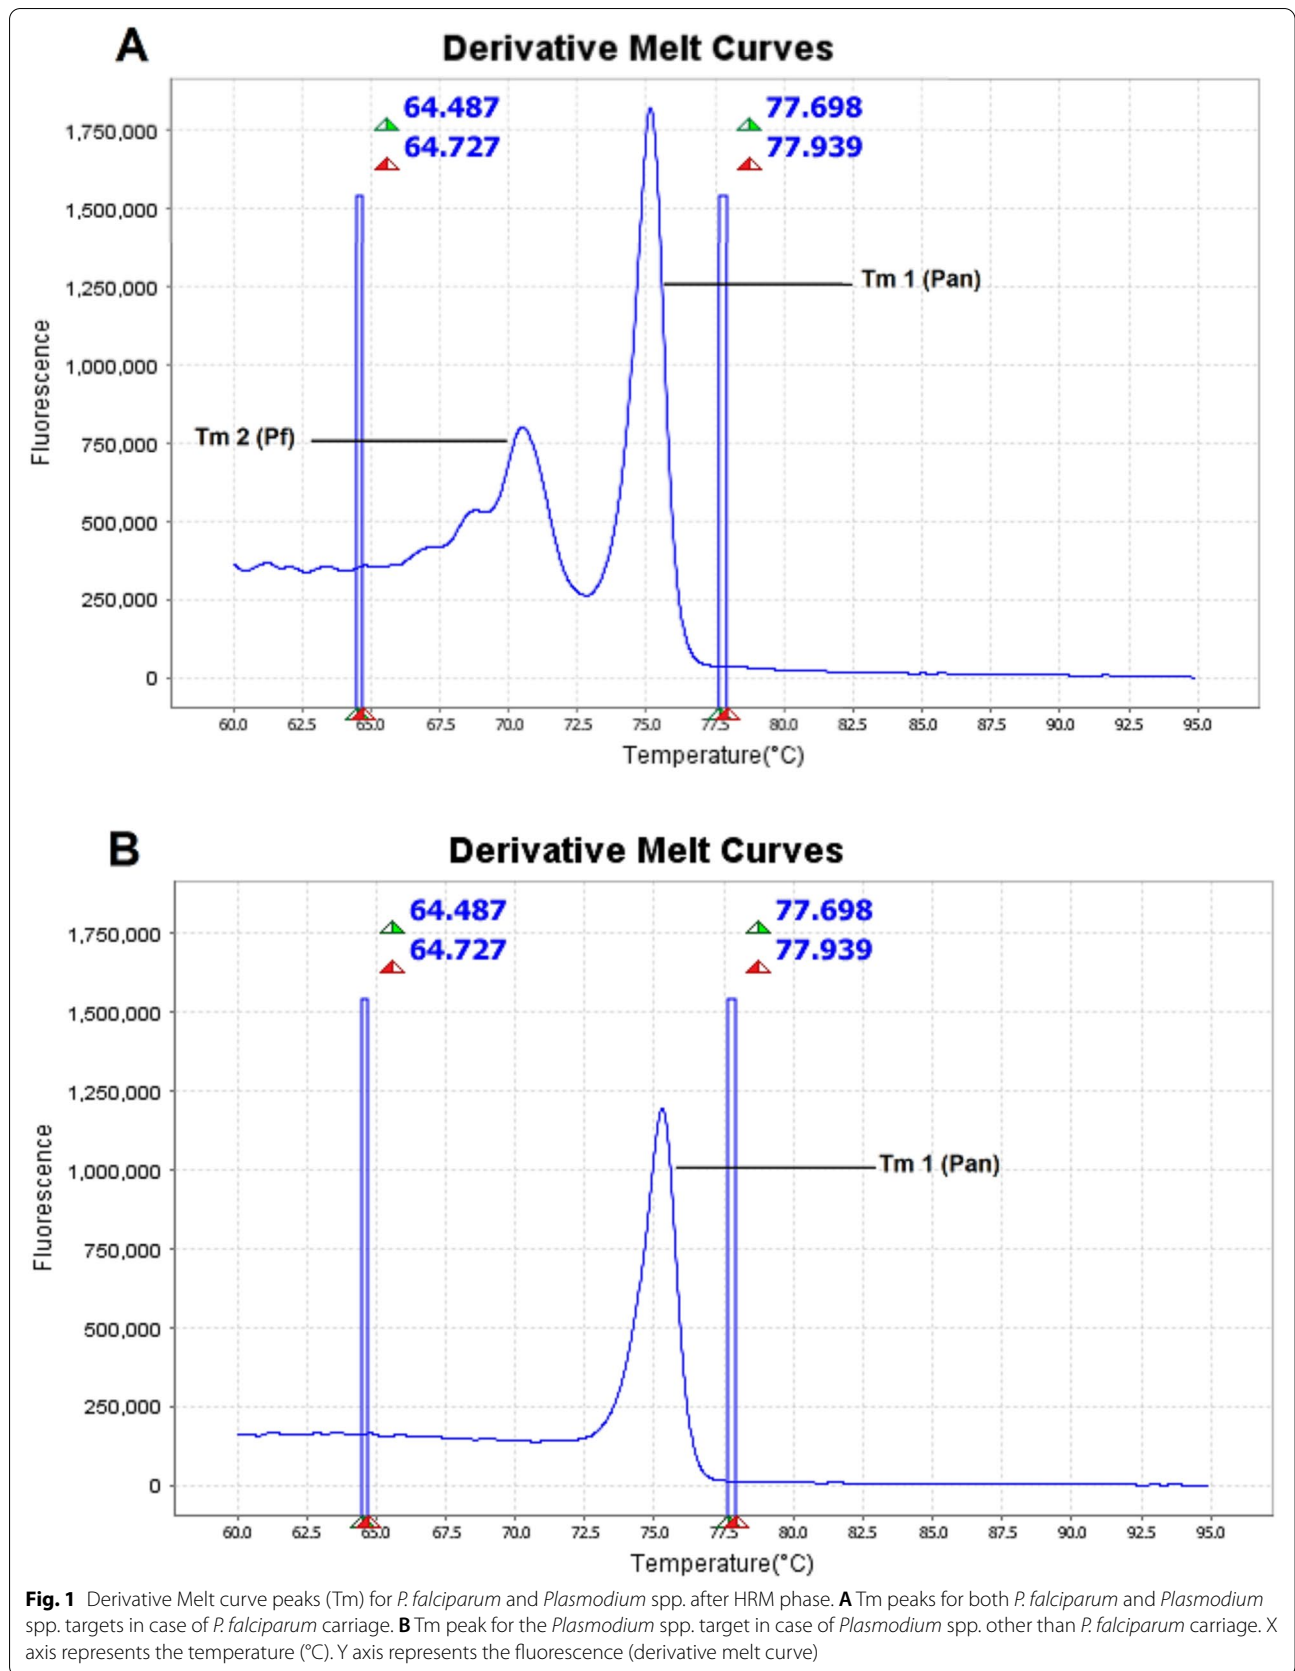 A
Derivative Melt Curves
64.487
77.698
64.727
77.939
1,750,000
1,500,000
1,250,000
1,000,000
750,000
500,000
250,000
0
Fluorescence
Tm 1 (Pan)
Tm 2 (Pf)
60.0 62.5 65.0 67.5 70.0 72.5 75.0 77.5 80.0 82.5 85.0 87.5 90.0 92.5 95.0
Temperature(°C)
B
Derivative Melt Curves
64.487
77.698
64.727
77.939
1,750,000
1,500,000
1,250,000
1,000,000
750,000
500,000
250,000
0
Fluorescence
Tm 1 (Pan)
60.0 62.5 65.0 67.5 70.0 72.5 75.0 77.5 80.0 82.5 85.0 87.5 90.0 92.5 95.0
Temperature(°C)
Fig. 1 Derivative Melt curve peaks (Tm) for P. falciparum and Plasmodium spp. after HRM phase. A Tm peaks for both P. falciparum and Plasmodium
spp. targets in case of P. falciparum carriage. B Tm peak for the Plasmodium spp. target in case of Plasmodium spp. other than P. falciparum carriage. X
axis represents the temperature (°C). Y axis represents the fluorescence (derivative melt curve)